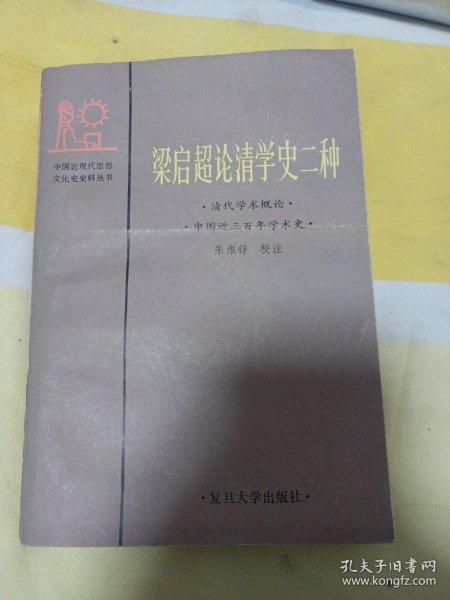 中国近现代思想
文化史史料丛书
梁启超论清学史二种
·清代学术概论·
·中国近三百年学术史·
朱维铮 校注
·复旦大学出版社·
孔夫子旧书网
www.kongfz.com